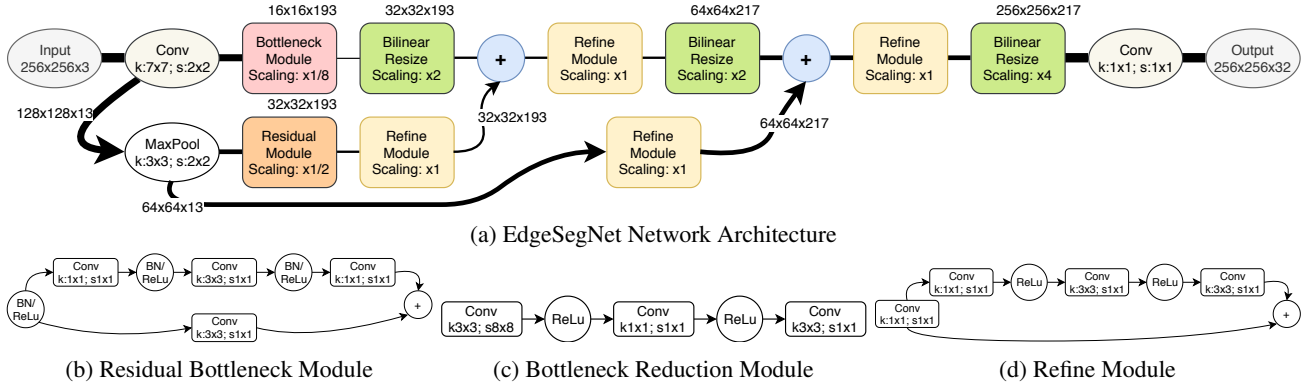 16x16x193
32x32x193
64x64x217
256x256x217
Input
256x256x3
Conv
k:7x7; s:2x2
Bottleneck
Module
Scaling: x1/8
Bilinear
Resize
Scaling: x2
+
Refine
Module
Scaling: x1
Bilinear
Resize
Scaling: x2
+
Refine
Module
Scaling: x1
Bilinear
Resize
Scaling: x4
Conv
k:1x1; s:1x1
Output
256x256x32
128x128x13
32x32x193
32x32x193
64x64x217
MaxPool
k:3x3; s:2x2
Residual
Module
Scaling: x1/2
Refine
Module
Scaling: x1
Refine
Module
Scaling: x1
64x64x13
(a) EdgeSegNet Network Architecture
BN/
ReLu
Conv
k:1x1; s1x1
BN/
ReLu
Conv
k:3x3; s1x1
BN/
ReLu
Conv
k:1x1; s1x1
Conv
k:3x3; s1x1
+
(b) Residual Bottleneck Module
Conv
k3x3; s8x8
ReLu
Conv
k1x1; s1x1
ReLu
Conv
k3x3; s1x1
(c) Bottleneck Reduction Module
Conv
k:1x1; s1x1
Conv
k:1x1; s1x1
ReLu
Conv
k:3x3; s1x1
ReLu
Conv
k:3x3; s1x1
+
(d) Refine Module